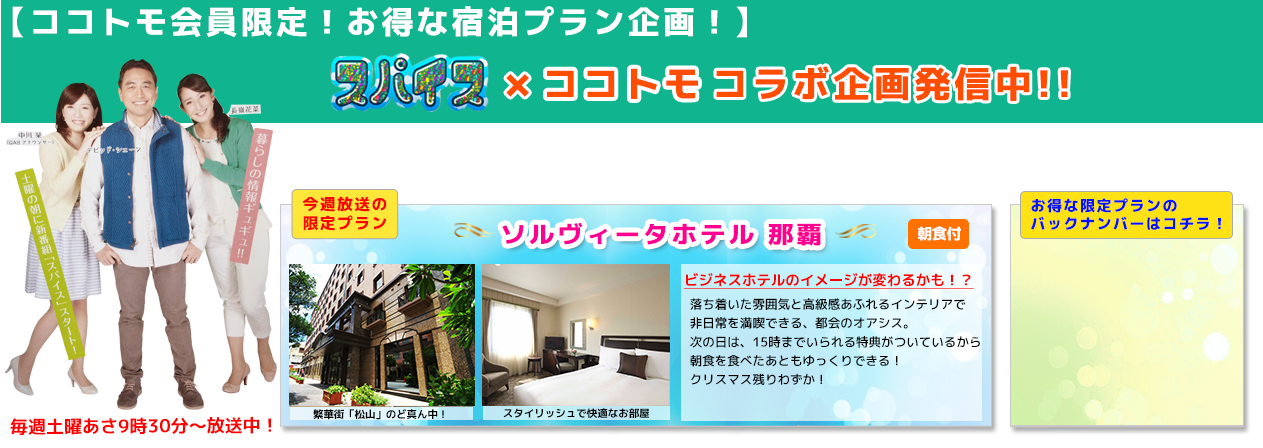 【ココトモ会員限定！お得な宿泊プラン企画！】
スパイス × ココトモ コラボ企画発信中!!
中川 栞
(QABアナウンサー)
デビッド・シェーン
長嶺花菜
土曜の朝に新番組「スパイス」スタート！
暮らしの情報ギュギュ!!
毎週土曜あさ9時30分～放送中！
今週放送の
限定プラン
ソルヴィータホテル 那覇
朝食付
繁華街「松山」のど真ん中！
スタイリッシュで快適なお部屋
ビジネスホテルのイメージが変わるかも！？
落ち着いた雰囲気と高級感あふれるインテリアで
非日常を満喫できる、都会のオアシス。
次の日は、15時までいられる特典がついているから
朝食を食べたあともゆっくりできる！
クリスマス残りわずか！
お得な限定プランの
バックナンバーはコチラ！